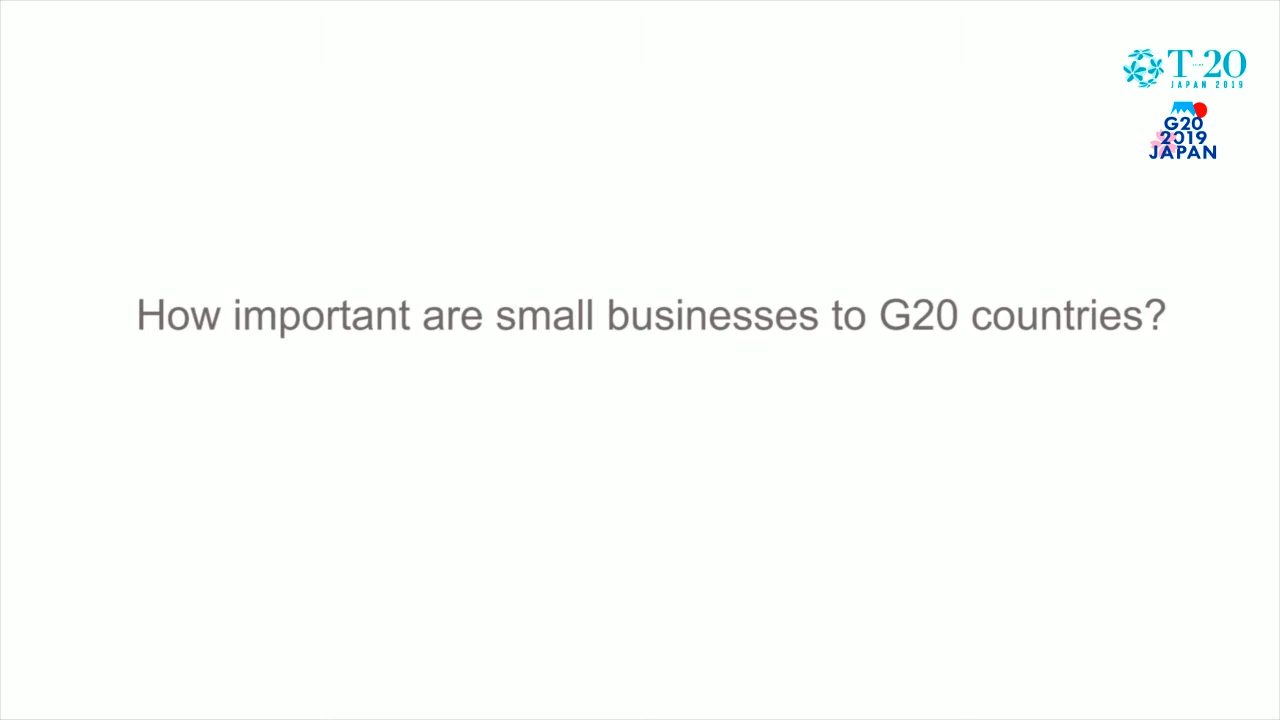 T20
JAPAN 2019
G20
2019
JAPAN
How important are small businesses to G20 countries?